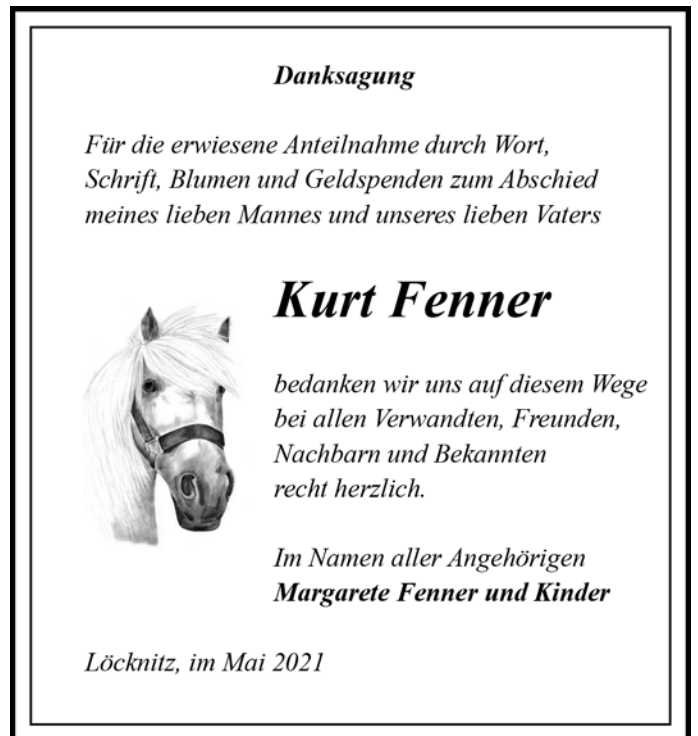 Danksagung
Für die erwiesene Anteilnahme durch Wort,
Schrift, Blumen und Geldspenden zum Abschied
meines lieben Mannes und unseres lieben Vaters
Kurt Fenner
bedanken wir uns auf diesem Wege
bei allen Verwandten, Freunden,
Nachbarn und Bekannten
recht herzlich.
Im Namen aller Angehörigen
Margarete Fenner und Kinder
Löcknitz, im Mai 2021